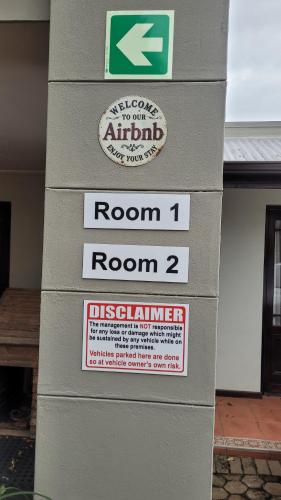 WELCOME
TO OUR
Airbnb
ENJOY YOUR STAY
Room 1
Room 2
DISCLAIMER
The management is NOT responsible
for any loss or damage which might
be sustained by any vehicle while on
these premises.
Vehicles parked here are done
so at vehicle owner's own risk.